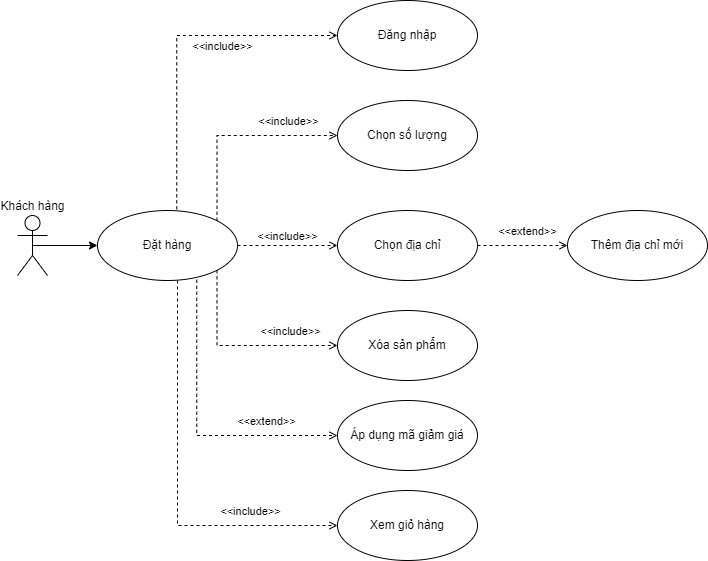 Đăng nhập
<<include>>
Chọn số lượng
<<include>>
Khách hàng
Đặt hàng
<<include>>
Chọn địa chỉ
<<extend>>
Thêm địa chỉ mới
<<include>>
Xóa sản phẩm
<<extend>>
Áp dụng mã giảm giá
<<include>>
Xem giỏ hàng